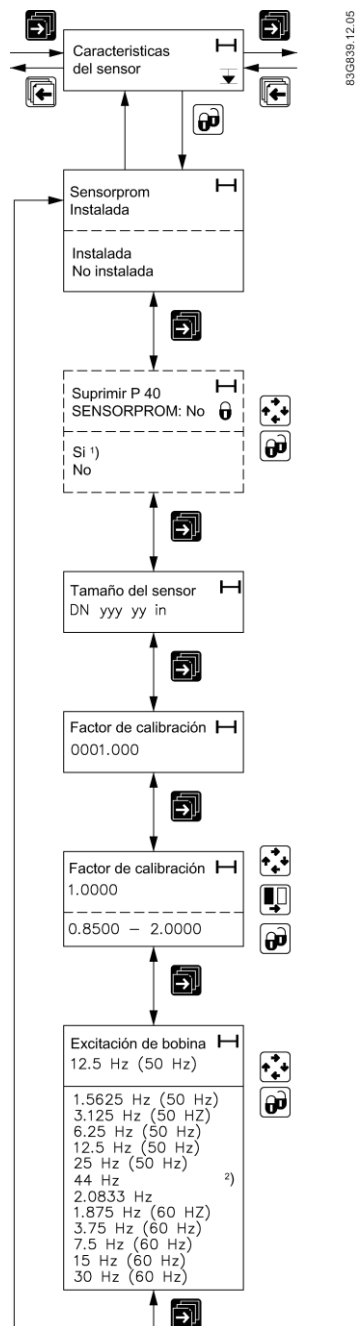 83G839.12.05
Caracteristicas
del sensor
Sensorprom
Instalada
Instalada
No instalada
Suprimir P 40
SENSORPROM: No
Si ¹)
No
Tamaño del sensor
DN yyy yy in
Factor de calibración
0001.000
Factor de calibración
1.0000
0.8500 – 2.0000
Excitación de bobina
12.5 Hz (50 Hz)
1.5625 Hz (50 Hz)
3.125 Hz (50 HZ)
6.25 Hz (50 Hz)
12.5 Hz (50 Hz)
25 Hz (50 Hz)
44 Hz ²)
2.0833 Hz
1.875 Hz (60 HZ)
3.75 Hz (60 Hz)
7.5 Hz (60 Hz)
15 Hz (60 Hz)
30 Hz (60 Hz)